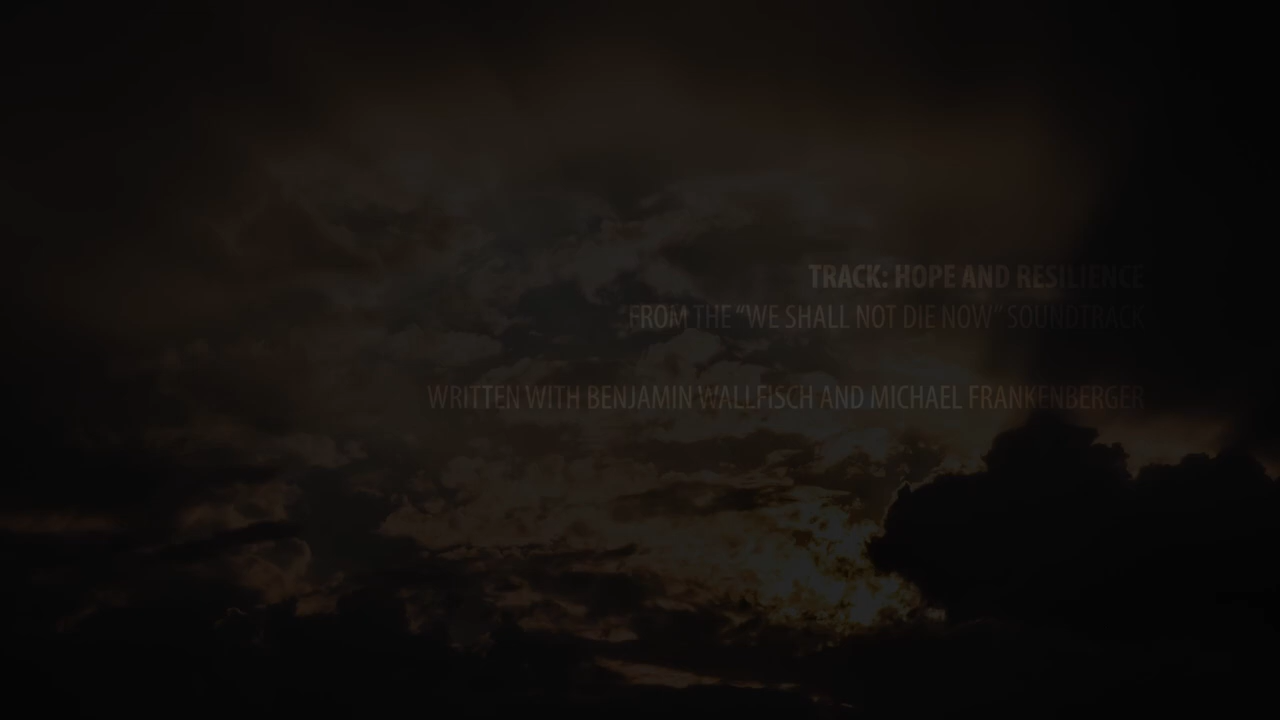 TRACK: HOPE AND RESILIENCE
FROM THE “WE SHALL NOT DIE NOW” SOUNDTRACK
WRITTEN WITH BENJAMIN WALLFISCH AND MICHAEL FRANKENBERGER